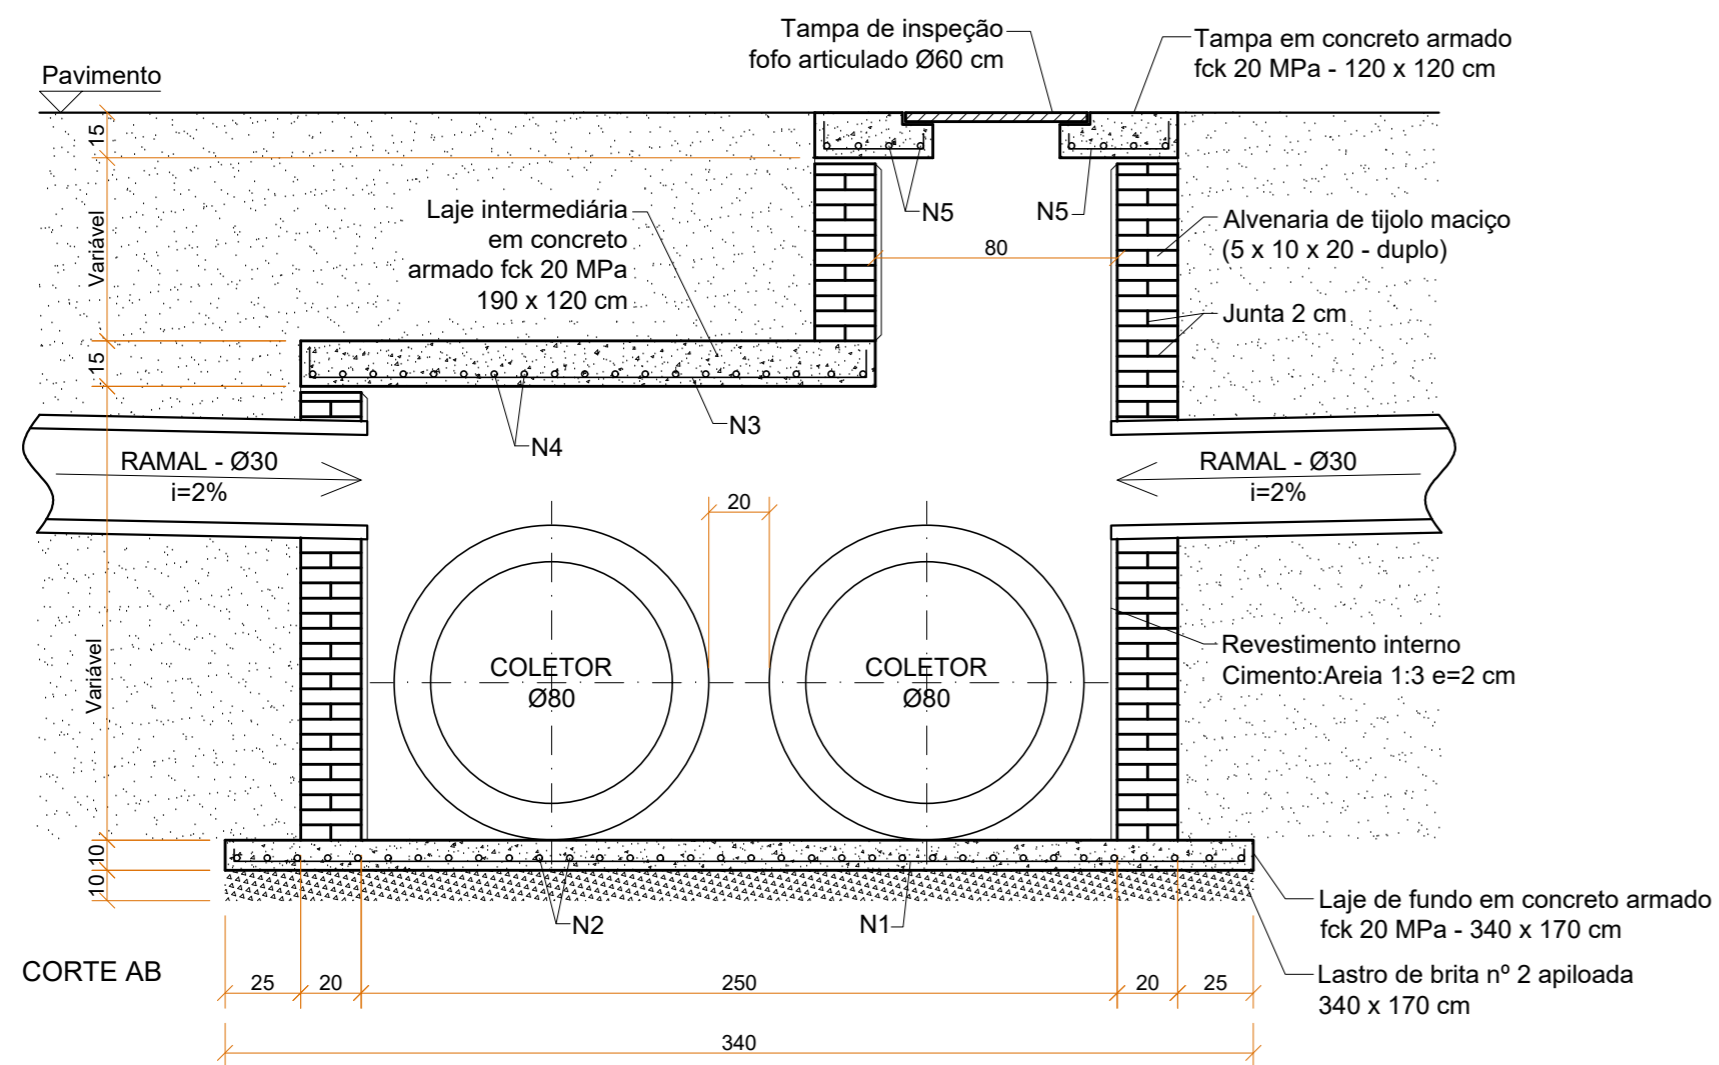 Tampa de inspeção
fofo articulado Ø60 cm
Tampa em concreto armado
fck 20 MPa - 120 x 120 cm
Pavimento
15
Variável
15
Variável
10
10
Laje intermediária
em concreto
armado fck 20 MPa
190 x 120 cm
N5
N5
80
Alvenaria de tijolo maciço
(5 x 10 x 20 - duplo)
Junta 2 cm
N4
N3
RAMAL - Ø30
i=2%
RAMAL - Ø30
i=2%
20
COLETOR
Ø80
COLETOR
Ø80
Revestimento interno
Cimento:Areia 1:3 e=2 cm
N2
N1
Laje de fundo em concreto armado
fck 20 MPa - 340 x 170 cm
Lastro de brita nº 2 apiloada
340 x 170 cm
CORTE AB
25
20
250
20
25
340